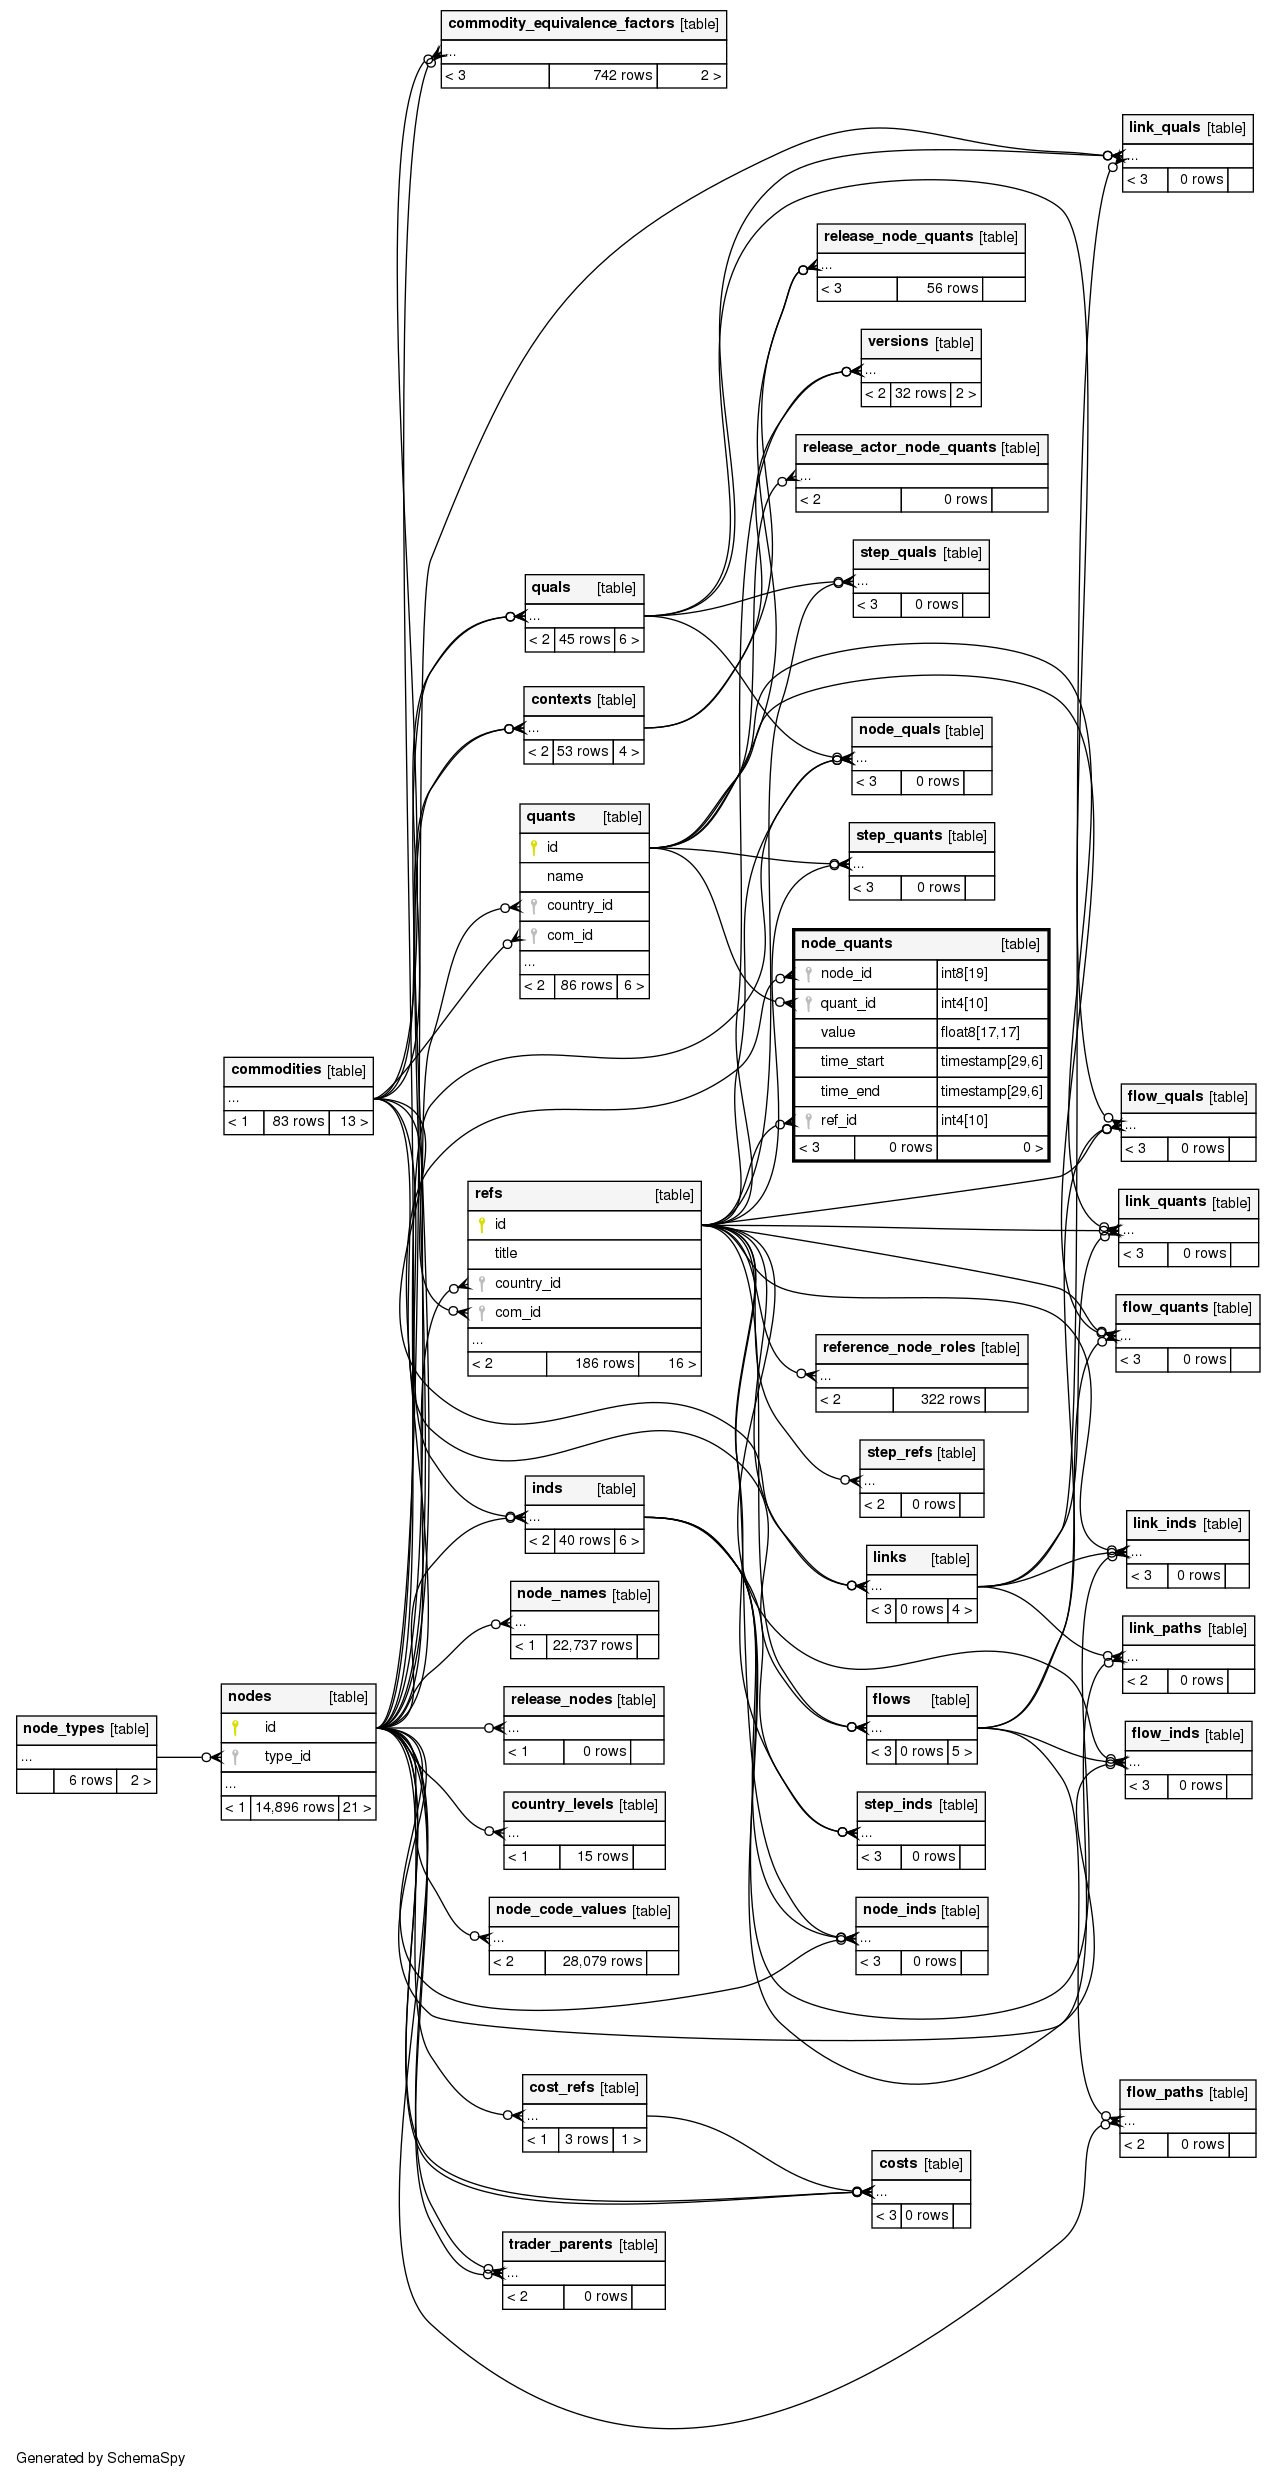 commodity_equivalence_factors [table]
...
< 3 742 rows 2 >
link_quals [table]
...
< 3 0 rows
release_node_quants [table]
...
< 3 56 rows
versions [table]
...
< 2 32 rows 2 >
release_actor_node_quants [table]
...
< 2 0 rows
step_quals [table]
...
< 3 0 rows
quals [table]
...
< 2 45 rows 6 >
contexts [table]
...
< 2 53 rows 4 >
node_quals [table]
...
< 3 0 rows
quants [table]
id
name
country_id
com_id
...
< 2 86 rows 6 >
step_quants [table]
...
< 3 0 rows
node_quants [table]
node_id int8[19]
quant_id int4[10]
value float8[17,17]
time_start timestamp[29,6]
time_end timestamp[29,6]
ref_id int4[10]
< 3 0 rows 0 >
commodities [table]
...
< 1 83 rows 13 >
flow_quals [table]
...
< 3 0 rows
refs [table]
id
title
country_id
com_id
...
< 2 186 rows 16 >
link_quants [table]
...
< 3 0 rows
flow_quants [table]
...
< 3 0 rows
reference_node_roles [table]
...
< 2 322 rows
step_refs [table]
...
< 2 0 rows
inds [table]
...
< 2 40 rows 6 >
link_inds [table]
...
< 3 0 rows
links [table]
...
< 3 0 rows 4 >
node_names [table]
...
< 1 22,737 rows
link_paths [table]
...
< 2 0 rows
nodes [table]
id
type_id
...
< 1 14,896 rows 21 >
release_nodes [table]
...
< 1 0 rows
flows [table]
...
< 3 0 rows 5 >
node_types [table]
...
6 rows 2 >
flow_inds [table]
...
< 3 0 rows
country_levels [table]
...
< 1 15 rows
step_inds [table]
...
< 3 0 rows
node_code_values [table]
...
< 2 28,079 rows
node_inds [table]
...
< 3 0 rows
cost_refs [table]
...
< 1 3 rows 1 >
flow_paths [table]
...
< 2 0 rows
costs [table]
...
< 3 0 rows
trader_parents [table]
...
< 2 0 rows
Generated by SchemaSpy